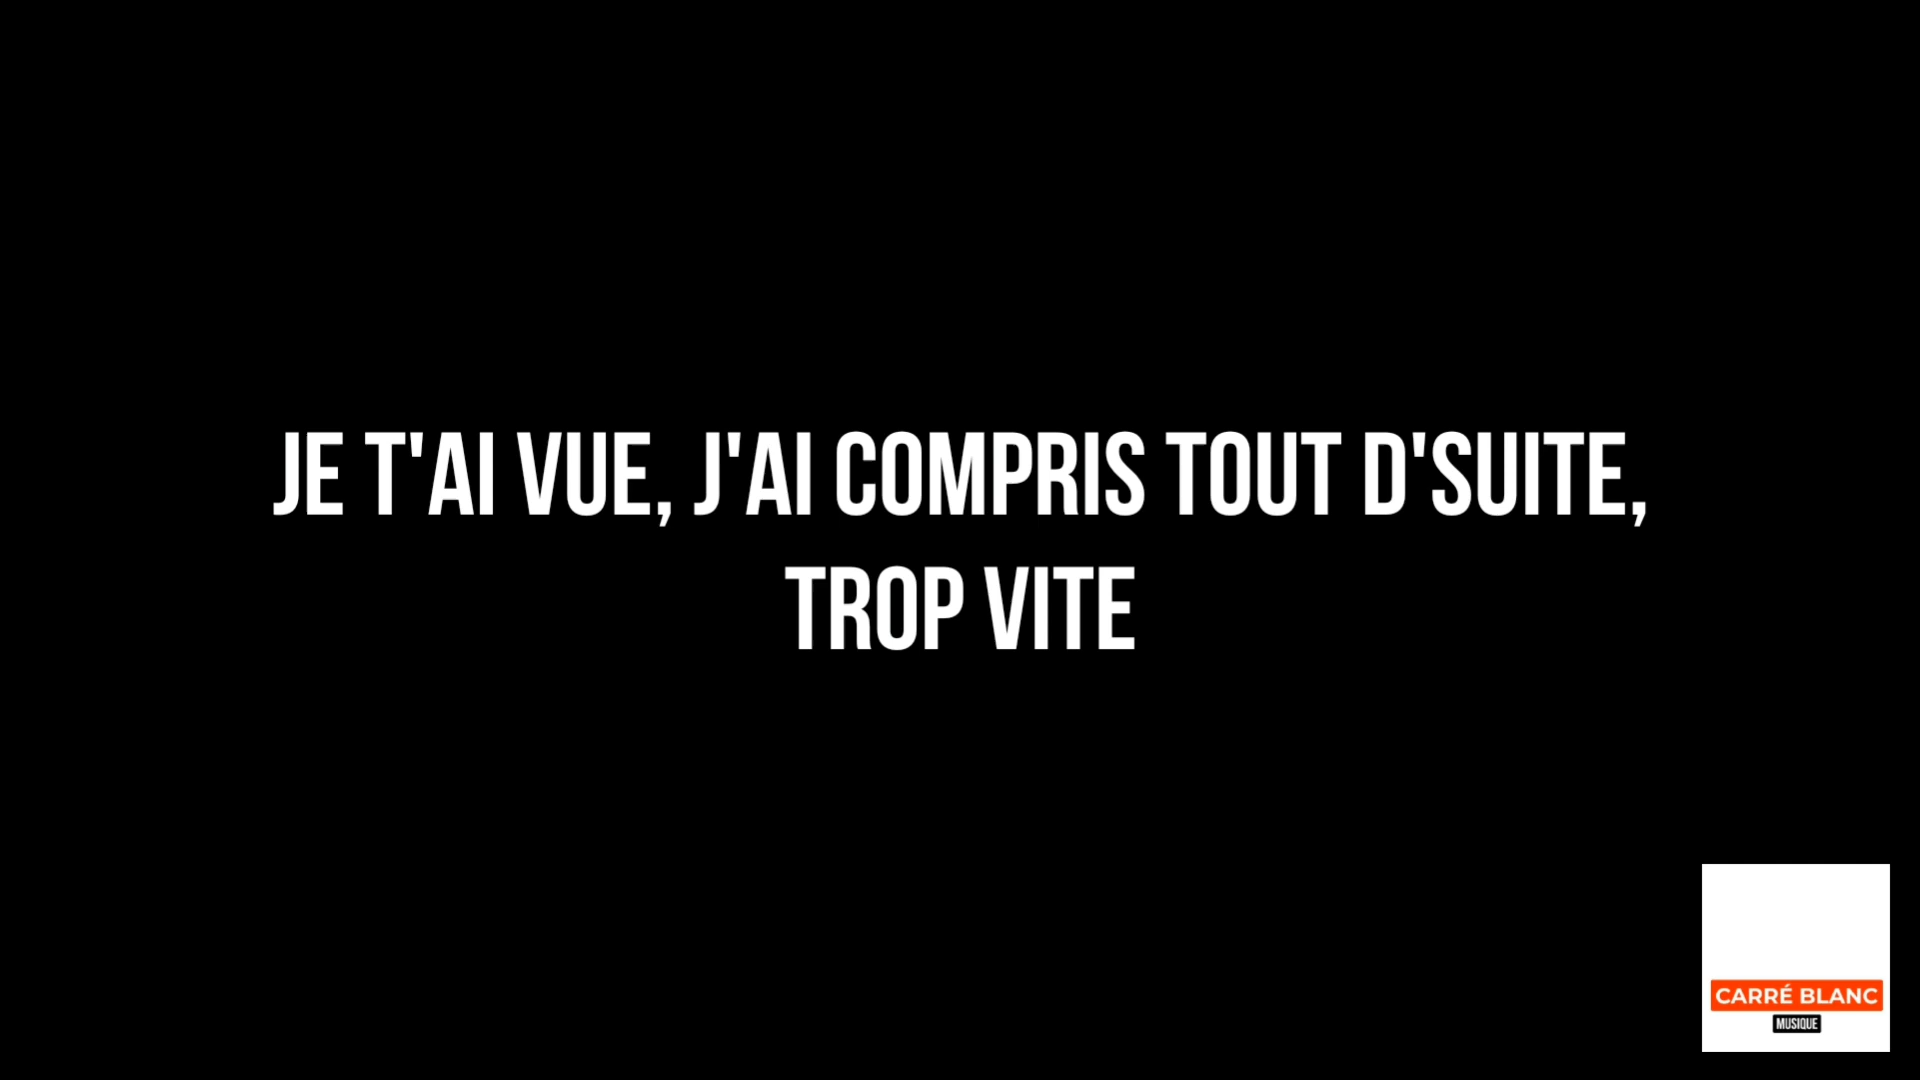 JE T'AI VUE, J'AI COMPRIS TOUT D'SUITE,
TROP VITE
CARRÉ BLANC
MUSIQUE